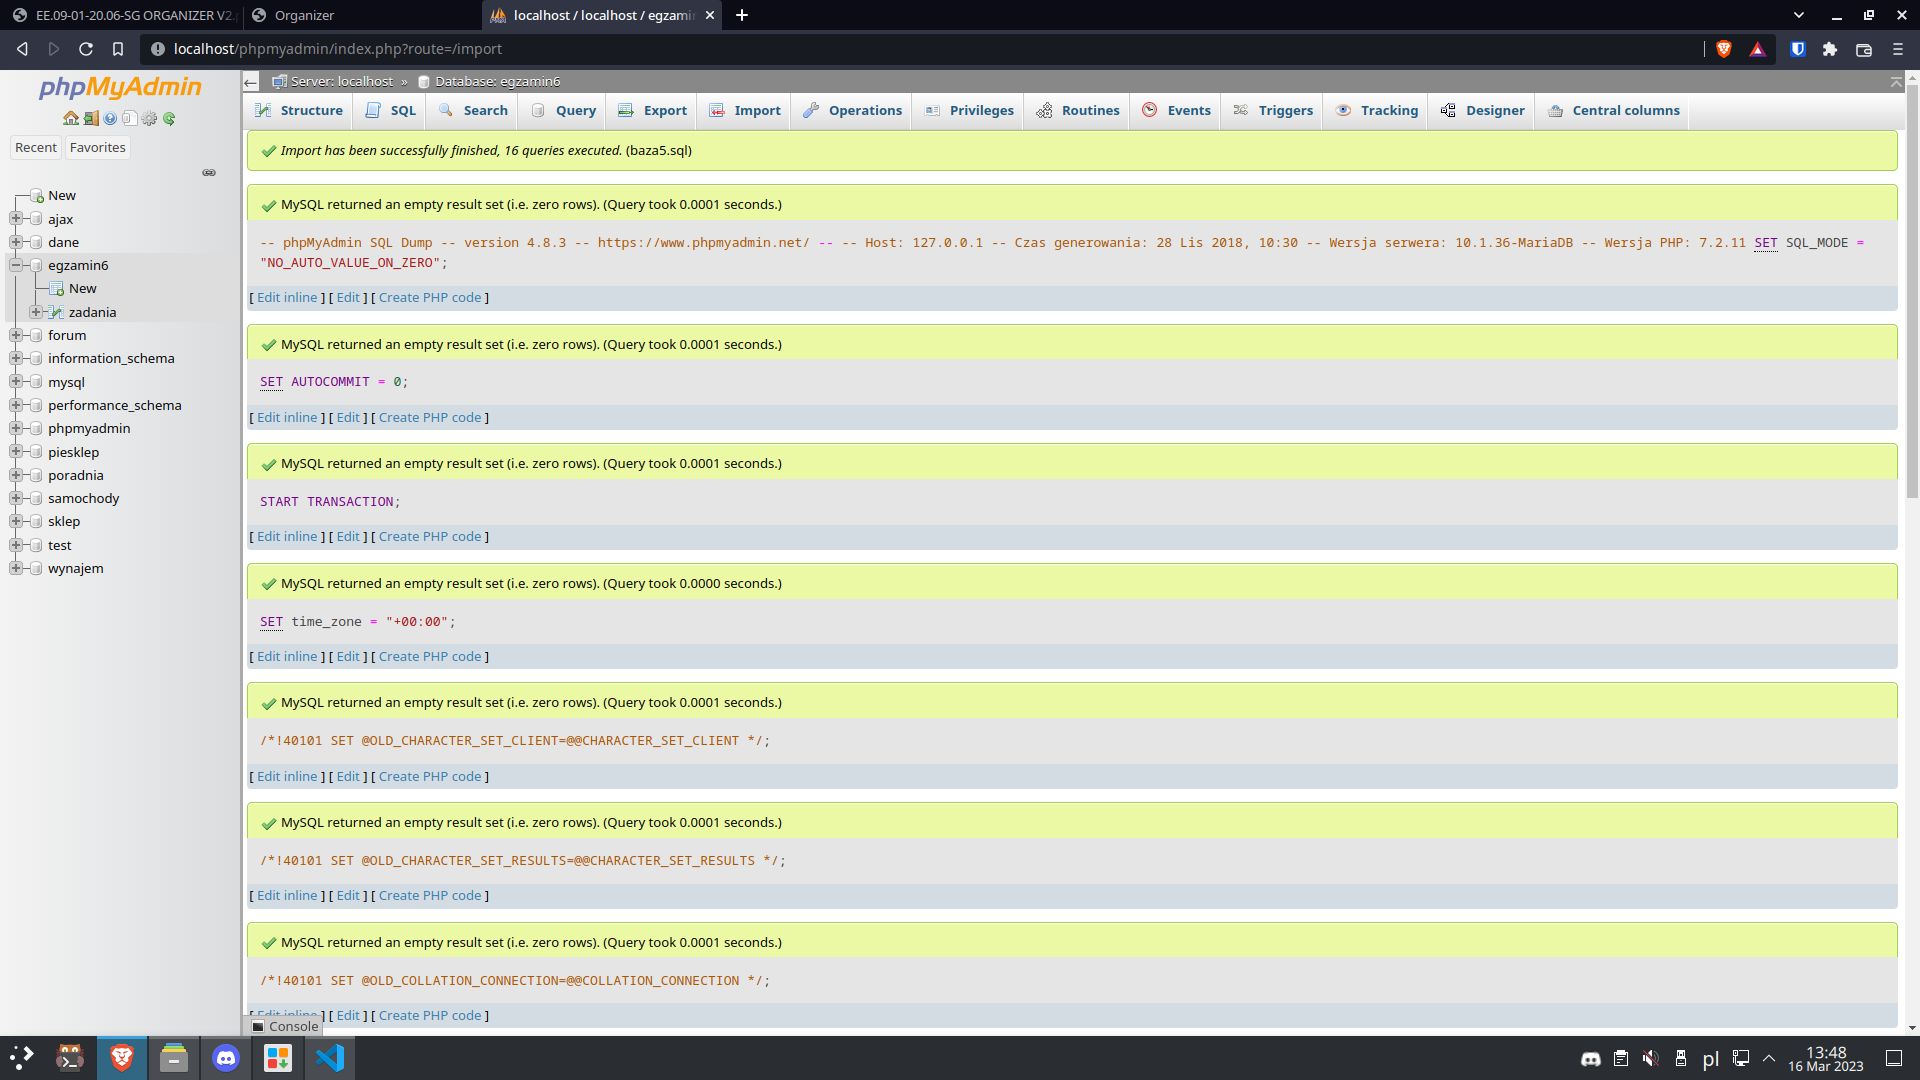 EE.09-01-20.06-SG ORGANIZER V2.
Organizer
localhost / localhost / egzami
localhost/phpmyadmin/index.php?route=/import
phpMyAdmin
Recent
Favorites
New
ajax
dane
egzamin6
New
zadania
forum
information_schema
mysql
performance_schema
phpmyadmin
piesklep
poradnia
samochody
sklep
test
wynajem
Server: localhost » Database: egzamin6
Structure SQL Search Query Export Import Operations Privileges Routines Events Triggers Tracking Designer Central columns
Import has been successfully finished, 16 queries executed. (baza5.sql)
MySQL returned an empty result set (i.e. zero rows). (Query took 0.0001 seconds.)
-- phpMyAdmin SQL Dump -- version 4.8.3 -- https://www.phpmyadmin.net/ -- -- Host: 127.0.0.1 -- Czas generowania: 28 Lis 2018, 10:30 -- Wersja serwera: 10.1.36-MariaDB -- Wersja PHP: 7.2.11 SET SQL_MODE =
"NO_AUTO_VALUE_ON_ZERO";
[ Edit inline ] [ Edit ] [ Create PHP code ]
MySQL returned an empty result set (i.e. zero rows). (Query took 0.0001 seconds.)
SET AUTOCOMMIT = 0;
[ Edit inline ] [ Edit ] [ Create PHP code ]
MySQL returned an empty result set (i.e. zero rows). (Query took 0.0001 seconds.)
START TRANSACTION;
[ Edit inline ] [ Edit ] [ Create PHP code ]
MySQL returned an empty result set (i.e. zero rows). (Query took 0.0000 seconds.)
SET time_zone = "+00:00";
[ Edit inline ] [ Edit ] [ Create PHP code ]
MySQL returned an empty result set (i.e. zero rows). (Query took 0.0001 seconds.)
/*!40101 SET @OLD_CHARACTER_SET_CLIENT=@@CHARACTER_SET_CLIENT */;
[ Edit inline ] [ Edit ] [ Create PHP code ]
MySQL returned an empty result set (i.e. zero rows). (Query took 0.0001 seconds.)
/*!40101 SET @OLD_CHARACTER_SET_RESULTS=@@CHARACTER_SET_RESULTS */;
[ Edit inline ] [ Edit ] [ Create PHP code ]
MySQL returned an empty result set (i.e. zero rows). (Query took 0.0001 seconds.)
/*!40101 SET @OLD_COLLATION_CONNECTION=@@COLLATION_CONNECTION */;
[ Edit inline ] [ Edit ] [ Create PHP code ]
Console
pl
13:48
16 Mar 2023